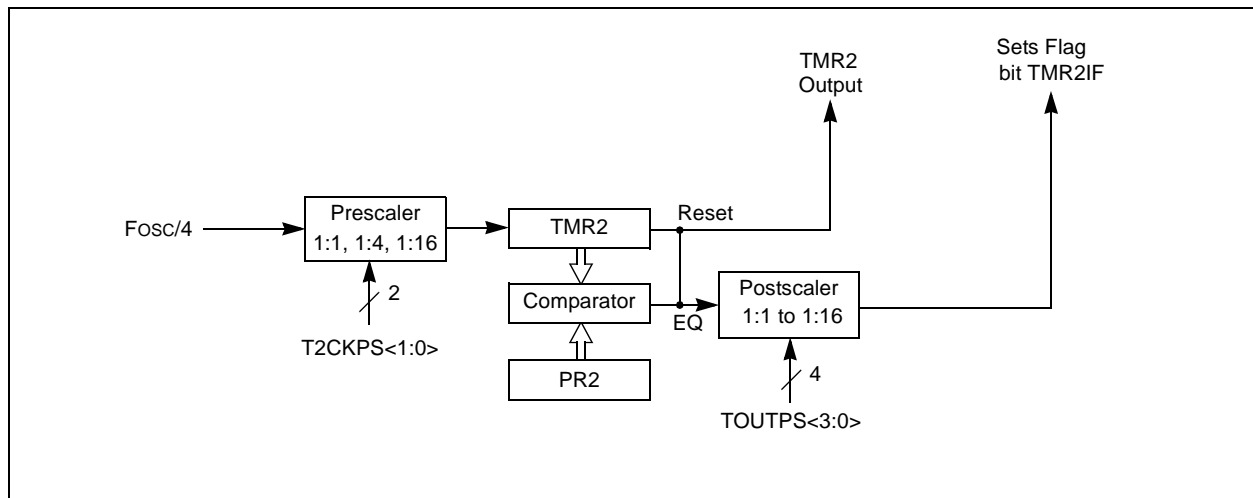 TMR2
Output
Sets Flag
bit TMR2IF
FOSC/4
Prescaler
1:1, 1:4, 1:16
2
T2CKPS<1:0>
TMR2
Reset
Comparator
EQ
PR2
Postscaler
1:1 to 1:16
4
TOUTPS<3:0>